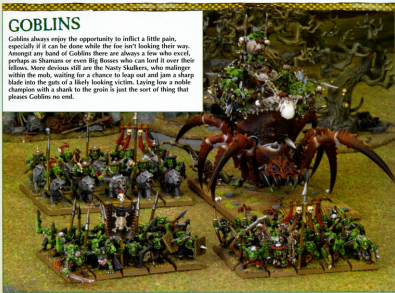 GOBLINS
Goblins always enjoy the opportunity to inflict a little pain,
especially if it can be done while the foe isn't looking their way.
Amongst any band of Goblins there are always a few who excel,
perhaps as Shamans or even Big Bosses who can lord it over their
fellows. More devious still are the Nasty Skulkers, who malinger
within the mob, waiting for a chance to leap out and jam a sharp
blade into the guts of a likely looking victim. Laying low a noble
champion with a shank to the groin is just the sort of thing that
pleases Goblins no end.